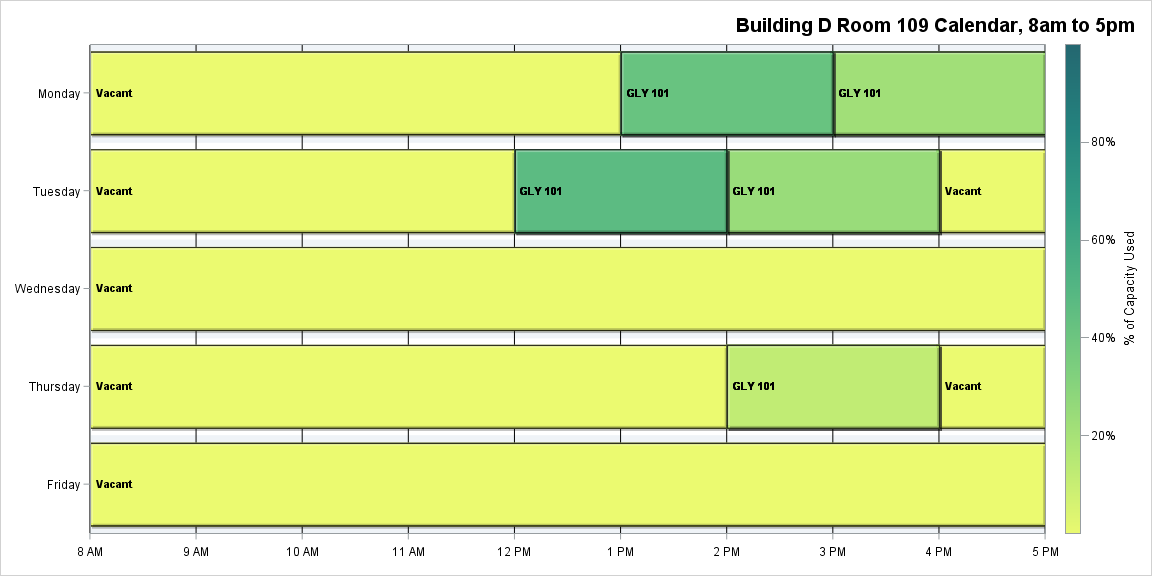 Building D Room 109 Calendar, 8am to 5pm
Monday Vacant GLY 101 GLY 101
Tuesday Vacant GLY 101 GLY 101 Vacant
Wednesday Vacant
Thursday Vacant GLY 101 Vacant
Friday Vacant
8 AM 9 AM 10 AM 11 AM 12 PM 1 PM 2 PM 3 PM 4 PM 5 PM
80%
60%
40%
20%
% of Capacity Used